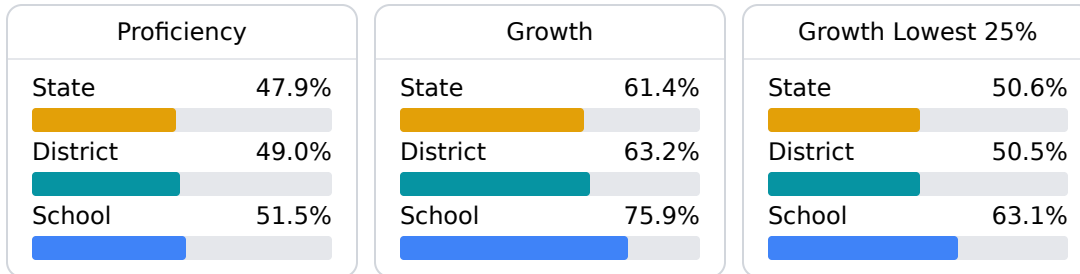 Proficiency
State 47.9%
District 49.0%
School 51.5%
Growth
State 61.4%
District 63.2%
School 75.9%
Growth Lowest 25%
State 50.6%
District 50.5%
School 63.1%